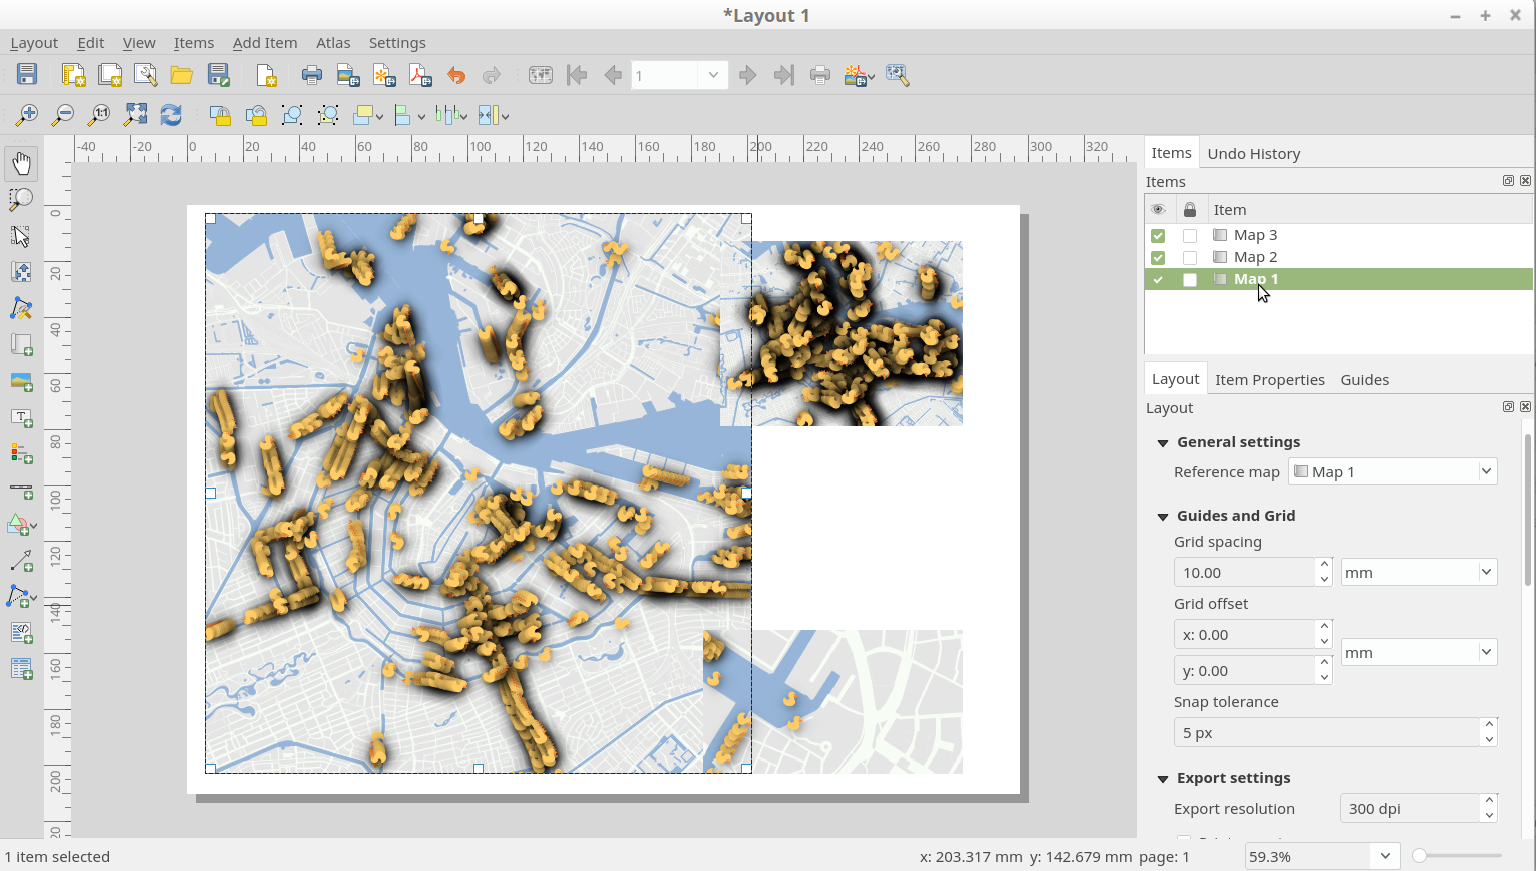 *Layout 1
Layout Edit View Items Add Item Atlas Settings
1
1:1
-40 -20 0 20 40 60 80 100 120 140 160 180 200 220 240 260 280 300 320
0
20
40
60
80
100
120
140
160
180
200
20
Items Undo History
Items
Item
Map 3
Map 2
Map 1
Layout Item Properties Guides
Layout
General settings
Reference map Map 1
Guides and Grid
Grid spacing
10.00 mm
Grid offset
x: 0.00
mm
y: 0.00
Snap tolerance
5 px
Export settings
Export resolution 300 dpi
1 item selected x: 203.317 mm y: 142.679 mm page: 1 59.3%